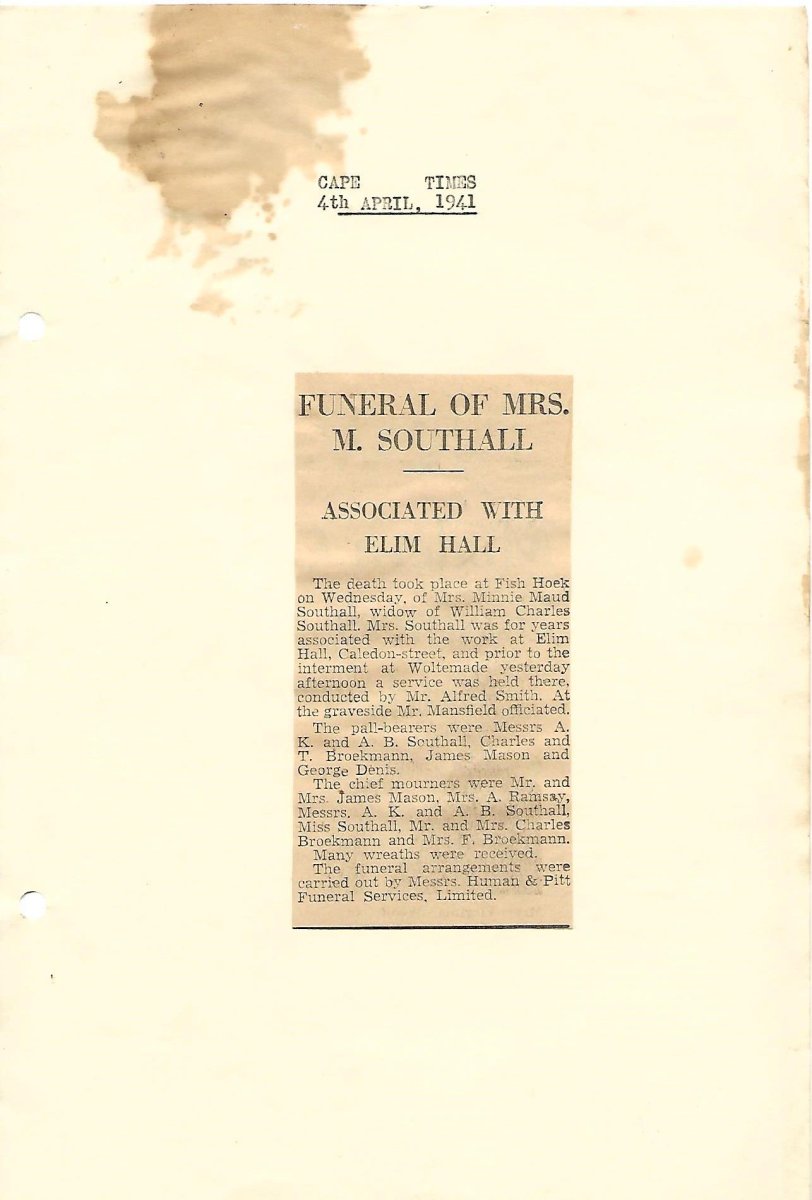 CAPE TIMES
4th APRIL, 1941
FUNERAL OF MRS.
M. SOUTHALL
ASSOCIATED WITH
ELIM HALL
The death took place at Fish Hoek
on Wednesday, of Mrs. Minnie Maud
Southall, widow of William Charles
Southall. Mrs. Southall was for years
associated with the work at Elim
Hall, Caledon-street, and prior to the
interment at Woltemade yesterday
afternoon a service was held there,
conducted by Mr. Alfred Smith. At
the graveside Mr. Mansfield officiated.
The pall-bearers were Messrs A.
K. and A. B. Southall, Charles and
T. Broekmann, James Mason and
George Denis.
The chief mourners were Mr. and
Mrs. James Mason, Mrs. A. Ramsay,
Messrs. A. K. and A. B. Southall,
Miss Southall, Mr. and Mrs. Charles
Broekmann and Mrs. F. Broekmann.
Many wreaths were received.
The funeral arrangements were
carried out by Messrs. Human & Pitt
Funeral Services, Limited.